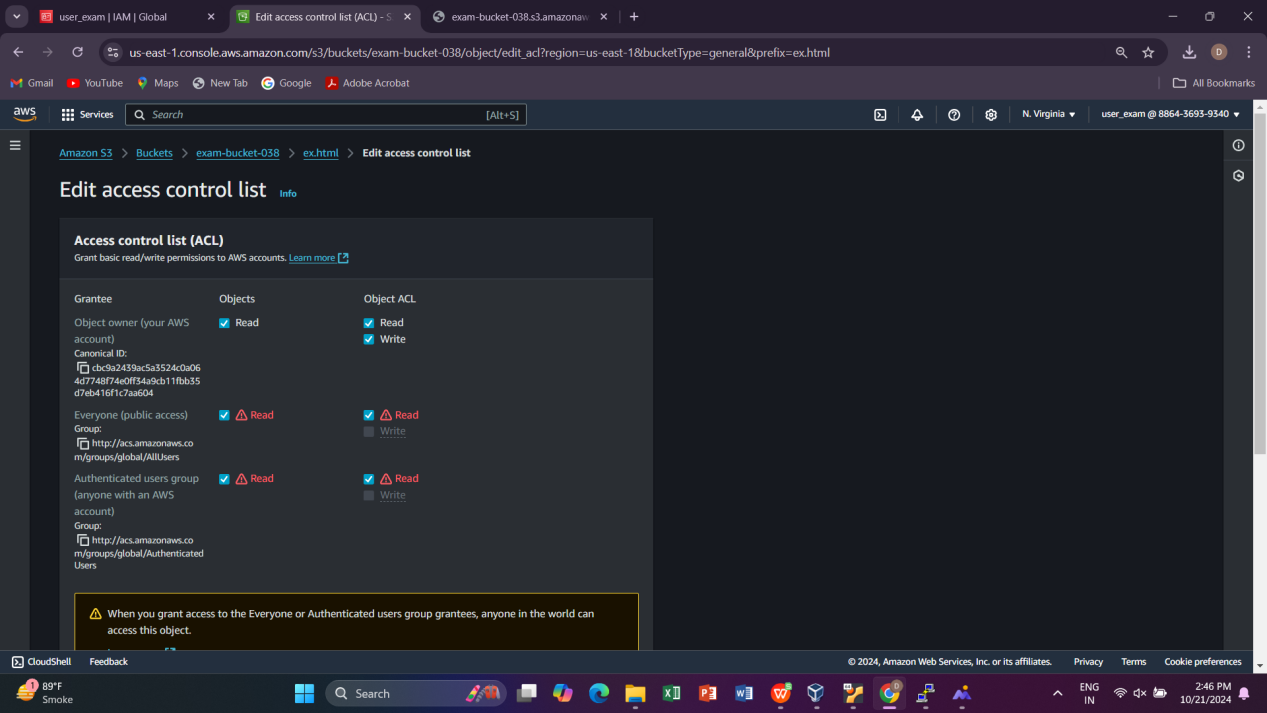 user_exam | IAM | Global
Edit access control list (ACL) - S
exam-bucket-038.s3.amazonaw
us-east-1.console.aws.amazon.com/s3/buckets/exam-bucket-038/object/edit_acl?region=us-east-1&bucketType=general&prefix=ex.html
D
Gmail
YouTube
Maps
New Tab
Google
Adobe Acrobat
All Bookmarks
aws
Services
Search
[Alt+S]
N. Virginia
user_exam @ 8864-3693-9340
Amazon S3
Buckets
exam-bucket-038
ex.html
Edit access control list
Edit access control list
Info
Access control list (ACL)
Grant basic read/write permissions to AWS accounts. Learn more
Grantee
Objects
Object ACL
Object owner (your AWS
account)
Canonical ID:
cbc9a2439ac5a3524c0a06
4d7748f74e0ff34a9cb11fbb35
d7eb416f1c7aa604
Read
Read
Write
Everyone (public access)
Group:
http://acs.amazonaws.co
m/groups/global/AllUsers
Read
Read
Write
Authenticated users group
(anyone with an AWS
account)
Group:
http://acs.amazonaws.co
m/groups/global/Authenticated
Users
Read
Read
Write
When you grant access to the Everyone or Authenticated users group grantees, anyone in the world can
access this object.
CloudShell
Feedback
© 2024, Amazon Web Services, Inc. or its affiliates.
Privacy
Terms
Cookie preferences
1
89°F
Smoke
Search
ENG
IN
2:46 PM
10/21/2024